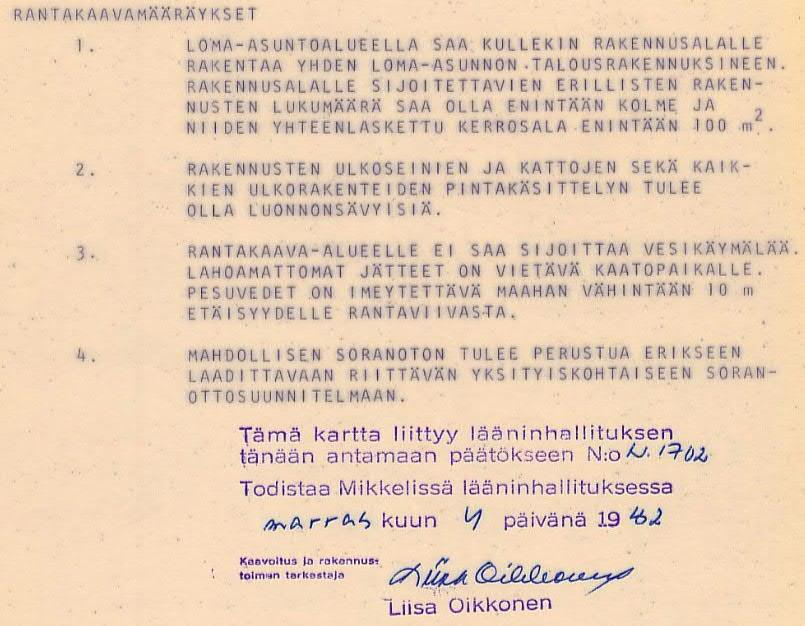 RANTAKAAVAMÄÄRÄYKSET
1. LOMA-ASUNTOALUEELLA SAA KULLEKIN RAKENNUSALALLE
RAKENTAA YHDEN LOMA-ASUNNON TALOUSRAKENNUKSINEEN.
RAKENNUSALALLE SIJOITETTAVIEN ERILLISTEN RAKEN-
NUSTEN LUKUMÄÄRÄ SAA OLLA ENINTÄÄN KOLME JA
NIIDEN YHTEENLASKETTU KERROSALA ENINTÄÄN 100 m².
2. RAKENNUSTEN ULKOSEINIEN JA KATTOJEN SEKÄ KAIK-
KIEN ULKORAKENTEIDEN PINTAKÄSITTELYN TULEE
OLLA LUONNONSÄVYISIÄ.
3. RANTAKAAVA-ALUEELLE EI SAA SIJOITTAA VESIKÄYMÄLÄÄ.
LAHOAMATTOMAT JÄTTEET ON VIETÄVÄ KAATOPAIKALLE.
PESUVEDET ON IMEYTETTÄVÄ MAAHAN VÄHINTÄÄN 10 m
ETÄISYYDELLE RANTAVIIVASTA.
4. MAHDOLLISEN SORANOTON TULEE PERUSTUA ERIKSEEN
LAADITTAVAAN RIITTÄVÄN YKSITYISKOHTAISEEN SORAN-
OTTOSUUNNITELMAAN.
Tämä kartta liittyy lääninhallituksen
tänään antamaan päätökseen N:o N. 1702
Todistaa Mikkelissä lääninhallituksessa
marras kuun 4 päivänä 1982
Kaavoitus ja rakennus-
toimen tarkastaja Liisa Oikkonen
Liisa Oikkonen